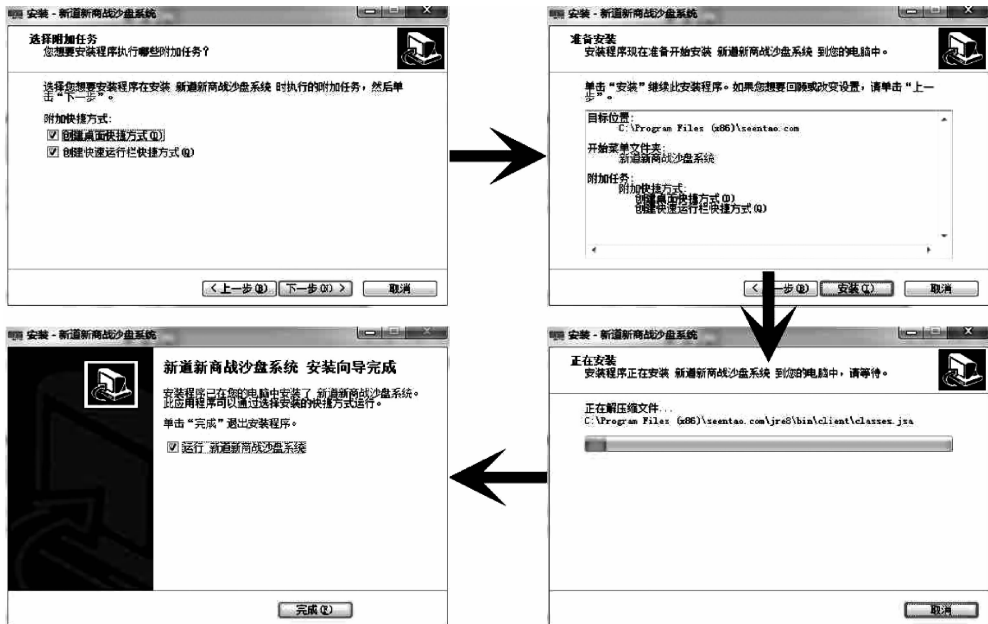 安装 - 新道新商战沙盘系统
选择附加任务
您想要安装程序执行哪些附加任务？
选择您想要安装程序在安装 新道新商战沙盘系统 时执行的附加任务，然后单
击“下一步”。
附加快捷方式:
创建桌面快捷方式(D)
创建快速运行栏快捷方式(Q)
< 上一步(B)
下一步(N) >
取消
安装 - 新道新商战沙盘系统
准备安装
安装程序现在准备开始安装 新道新商战沙盘系统 到您的电脑中。
单击“安装”继续此安装程序。如果您想要回顾或改变设置，请单击“上一
步”。
目标位置:
C:\Program Files (x86)\seentao.com
开始菜单文件夹:
新道新商战沙盘系统
附加任务:
附加快捷方式:
创建桌面快捷方式(D)
创建快速运行栏快捷方式(Q)
<
一步(B)
安装(I)
取消
安装 - 新道新商战沙盘系统
正在安装
安装程序正在安装 新道新商战沙盘系统 到您的电脑中，请等待。
正在解压缩文件...
C:\Program Files (x86)\seentao.com\jre8\bin\client\classes.jsa
取消
安装 - 新道新商战沙盘系统
新道新商战沙盘系统 安装向导完成
安装程序已在您的电脑中安装了 新道新商战沙盘系统。
此应用程序可以通过选择安装的快捷方式运行。
单击“完成”退出安装程序。
运行 新道新商战沙盘系统
完成(F)